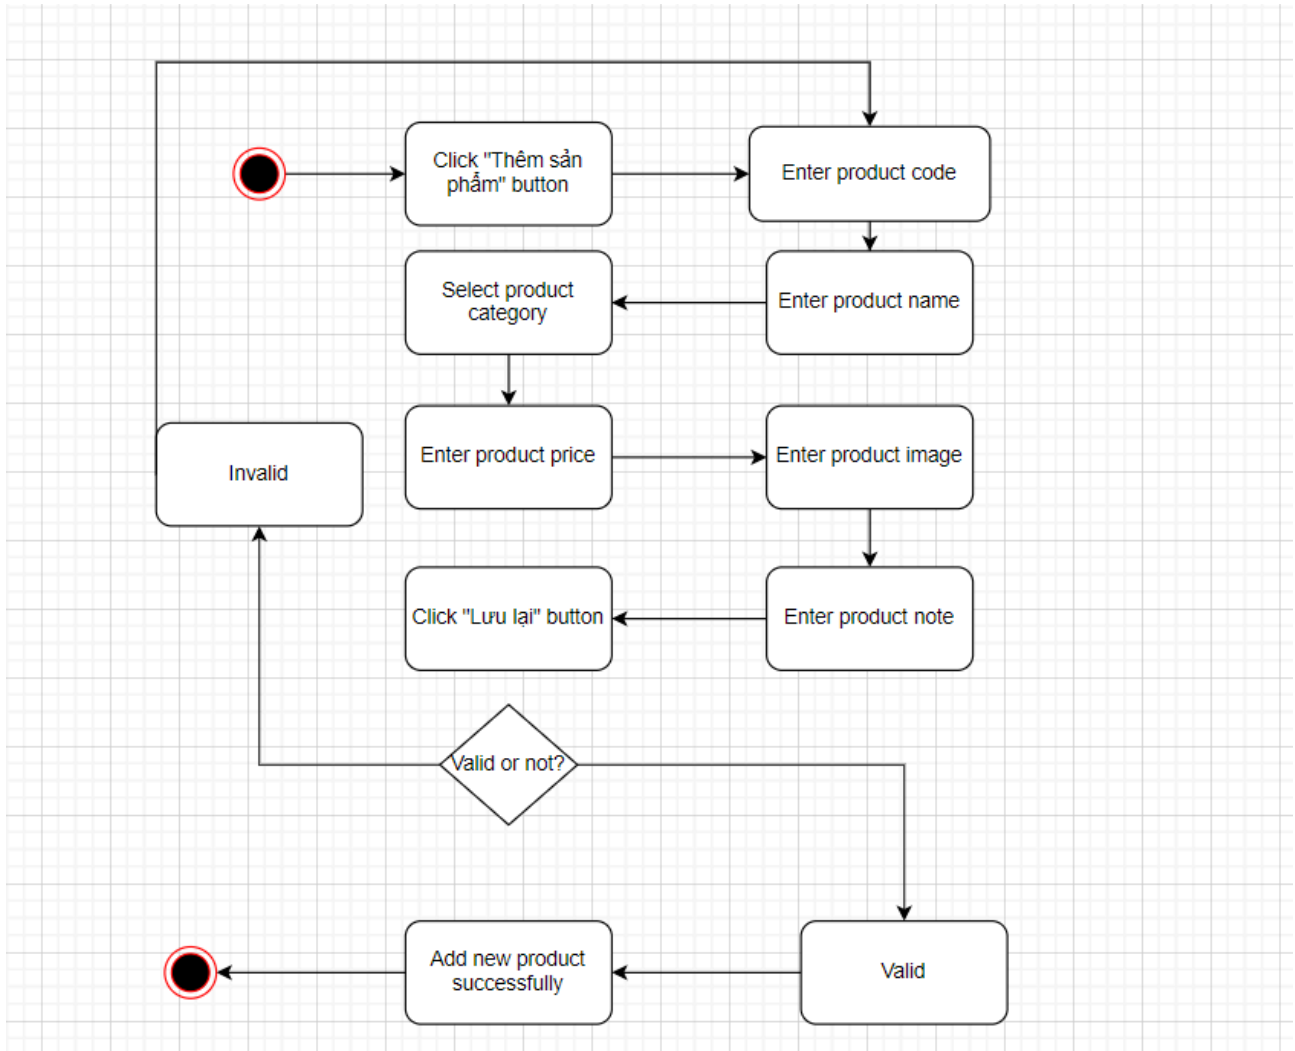 Click "Thêm sản
phẩm" button
Enter product code
Select product
category
Enter product name
Enter product price
Enter product image
Invalid
Click "Lưu lại" button
Enter product note
Valid or not?
Add new product
successfully
Valid